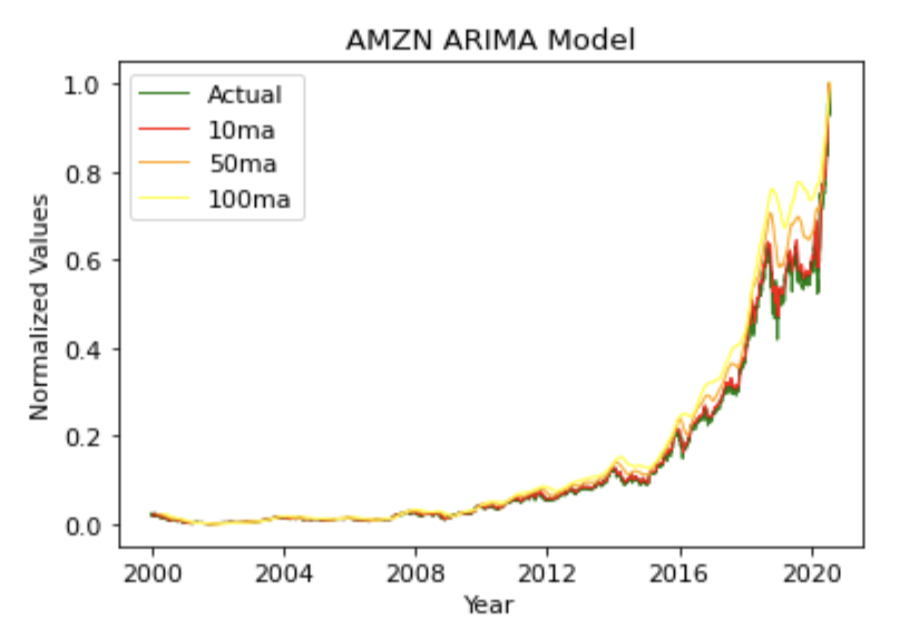 AMZN ARIMA Model
Actual
10ma
50ma
100ma
1.0
0.8
0.6
0.4
0.2
0.0
Normalized Values
2000 2004 2008 2012 2016 2020
Year